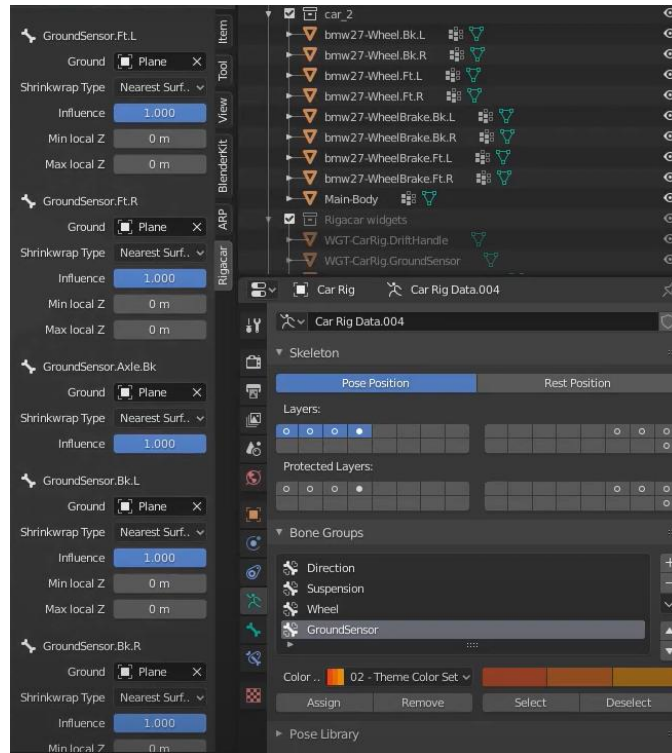 GroundSensor.Ft.L
Ground Plane
Shrinkwrap Type Nearest Surf..
Influence 1.000
Min local Z 0 m
Max local Z 0 m
GroundSensor.Ft.R
Ground Plane
Shrinkwrap Type Nearest Surf..
Influence 1.000
Min local Z 0 m
Max local Z 0 m
GroundSensor.Axle.Bk
Ground Plane
Shrinkwrap Type Nearest Surf..
Influence 1.000
GroundSensor.Bk.L
Ground Plane
Shrinkwrap Type Nearest Surf..
Influence 1.000
Min local Z 0 m
Max local Z 0 m
GroundSensor.Bk.R
Ground Plane
Shrinkwrap Type Nearest Surf..
Influence 1.000
Min local Z 0 m
Item
Tool
View
BlenderKit
ARP
Rigacar
car_2
bmw27-Wheel.Bk.L
bmw27-Wheel.Bk.R
bmw27-Wheel.Ft.L
bmw27-Wheel.Ft.R
bmw27-WheelBrake.Bk.L
bmw27-WheelBrake.Bk.R
bmw27-WheelBrake.Ft.L
bmw27-WheelBrake.Ft.R
Main-Body
Rigacar widgets
WGT-CarRig.DriftHandle
WGT-CarRig.GroundSensor
Car Rig Car Rig Data.004
Car Rig Data.004
Skeleton
Pose Position Rest Position
Layers:
Protected Layers:
Bone Groups
Direction
Suspension
Wheel
GroundSensor
Color .. 02 - Theme Color Set
Assign Remove Select Deselect
Pose Library